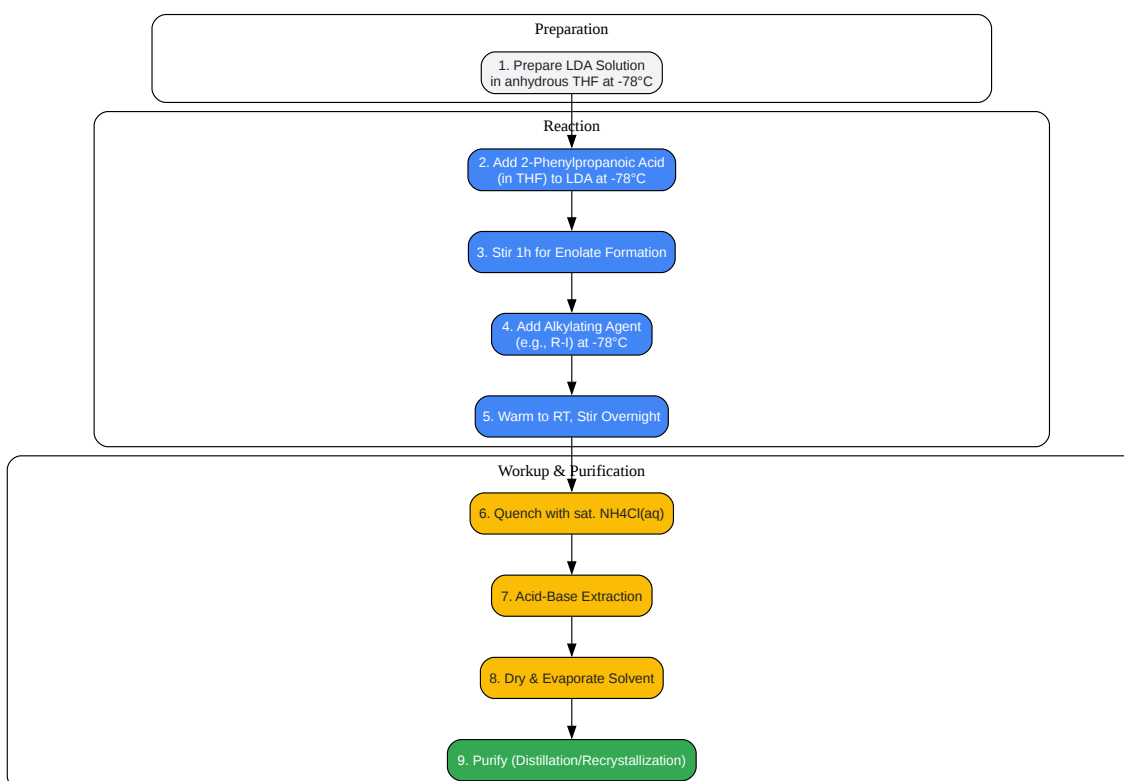 Preparation
1. Prepare LDA Solution
in anhydrous THF at -78°C
Reaction
2. Add 2-Phenylpropanoic Acid
(in THF) to LDA at -78°C
3. Stir 1h for Enolate Formation
4. Add Alkylating Agent
(e.g., R-I) at -78°C
5. Warm to RT, Stir Overnight
Workup & Purification
6. Quench with sat. NH4Cl(aq)
7. Acid-Base Extraction
8. Dry & Evaporate Solvent
9. Purify (Distillation/Recrystallization)